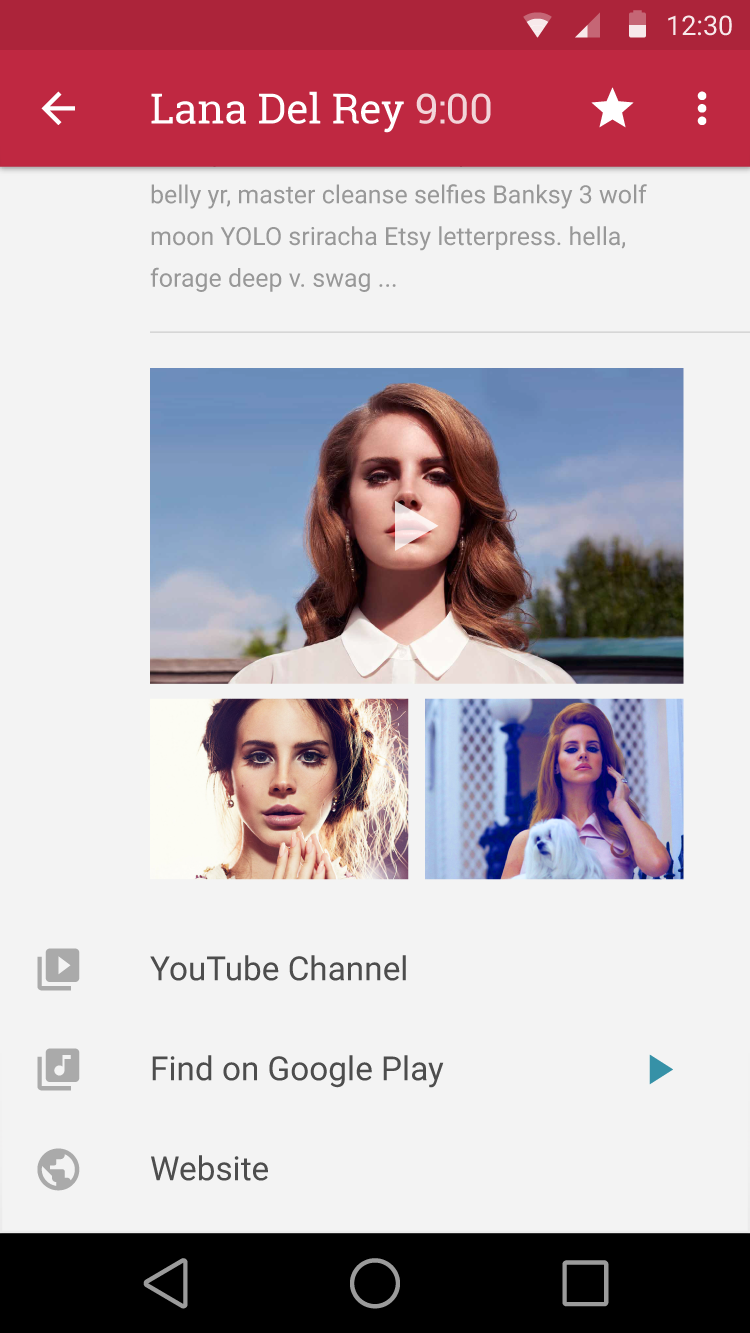 12:30
Lana Del Rey 9:00
belly yr, master cleanse selfies Banksy 3 wolf
moon YOLO sriracha Etsy letterpress. hella,
forage deep v. swag ...
YouTube Channel
Find on Google Play
Website